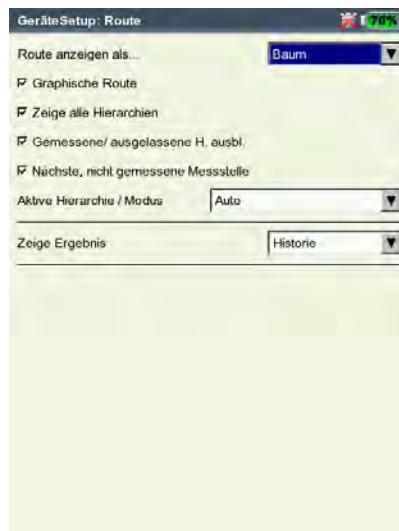 GeräteSetup: Route 70%
Route anzeigen als... Baum
Graphische Route
Zeige alle Hierarchien
Gemessene/ ausgelassene H. ausbl.
Nächste, nicht gemessene Messstelle
Aktive Hierarchie / Modus Auto
Zeige Ergebnis Historie